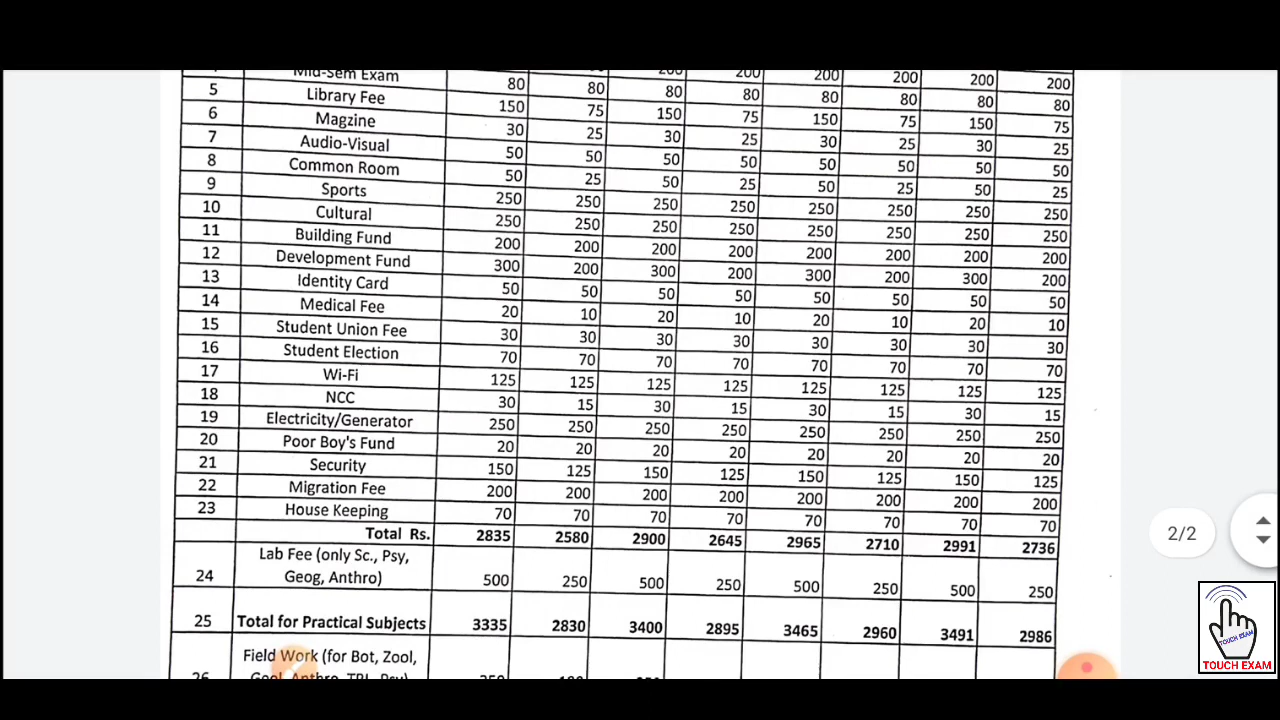 200 200 200 200 200 200
Mid-Sem Exam 80 80 80 80 80 80 80 80
5 Library Fee 150 75 150 75 150 75 150 75
6 Magzine 30 25 30 25 30 25 30 25
7 Audio-Visual 50 50 50 50 50 50 50 50
8 Common Room 50 25 50 25 50 25 50 25
9 Sports 250 250 250 250 250 250 250 250
10 Cultural 250 250 250 250 250 250 250 250
11 Building Fund 200 200 200 200 200 200 200 200
12 Development Fund 300 200 300 200 300 200 300 200
13 Identity Card 50 50 50 50 50 50 50 50
14 Medical Fee 20 10 20 10 20 10 20 10
15 Student Union Fee 30 30 30 30 30 30 30 30
16 Student Election 70 70 70 70 70 70 70 70
17 Wi-Fi 125 125 125 125 125 125 125 125
18 NCC 30 15 30 15 30 15 30 15
19 Electricity/Generator 250 250 250 250 250 250 250 250
20 Poor Boy's Fund 20 20 20 20 20 20 20 20
21 Security 150 125 150 125 150 125 150 125
22 Migration Fee 200 200 200 200 200 200 200 200
23 House Keeping 70 70 70 70 70 70 70 70
Total Rs. 2835 2580 2900 2645 2965 2710 2991 2736
Lab Fee (only Sc., Psy,
24 Geog, Anthro) 500 250 500 250 500 250 500 250
25 Total for Practical Subjects 3335 2830 3400 2895 3465 2960 3491 2986
Field Work (for Bot, Zool,
2/2
TOUCH EXAM
TOUCH EXAM